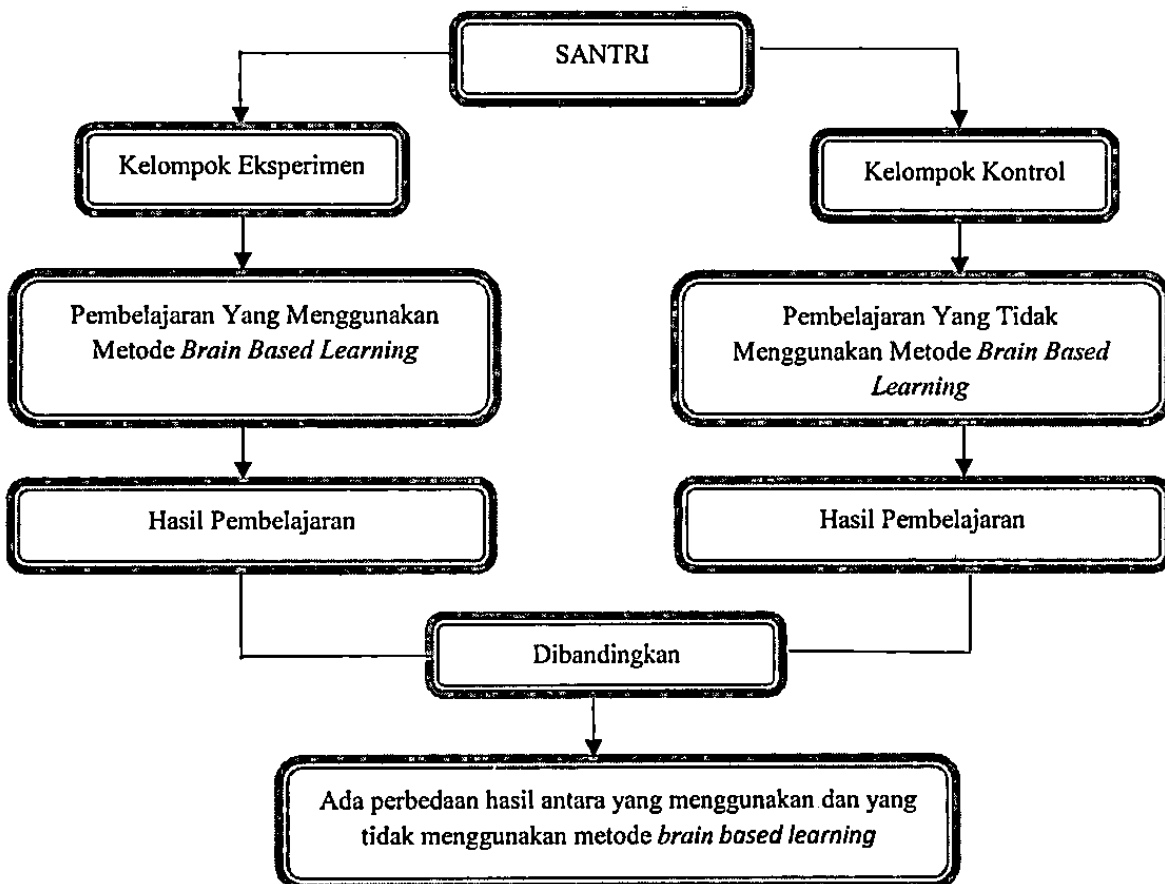 SANTRI
Kelompok Eksperimen
Kelompok Kontrol
Pembelajaran Yang Menggunakan
Metode Brain Based Learning
Pembelajaran Yang Tidak
Menggunakan Metode Brain Based
Learning
Hasil Pembelajaran
Hasil Pembelajaran
Dibandingkan
Ada perbedaan hasil antara yang menggunakan dan yang
tidak menggunakan metode brain based learning